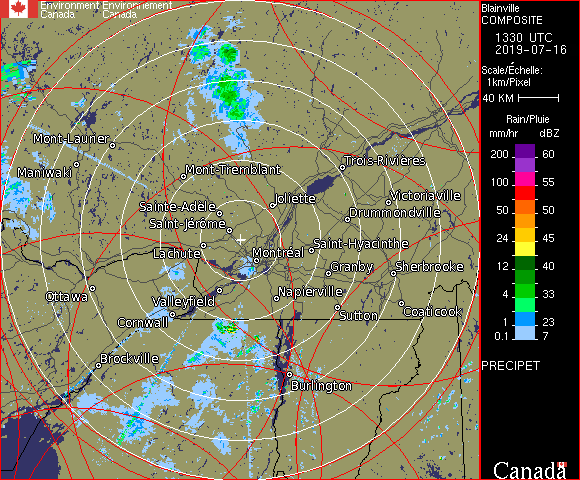 Environment Environnement
Canada Canada
Blainville
COMPOSITE
1330 UTC
2019-07-16
Scale/Échelle:
1km/Pixel
40 KM
Rain/Pluie
mm/hr dBZ
200 60
100 55
50 50
24 45
12 40
4 33
1 23
0.1 7
PRECIPET
Canada
Mont-Laurier
Maniwaki
Mont-Tremblant
Trois-Rivières
Joliette
Victoriaville
Sainte-Adèle
Drummondville
Saint-Jérôme
Lachute
Montréal
Saint-Hyacinthe
Granby
Sherbrooke
Ottawa
Valleyfield
Napierville
Cornwall
Sutton
Coaticook
Brockville
Burlington